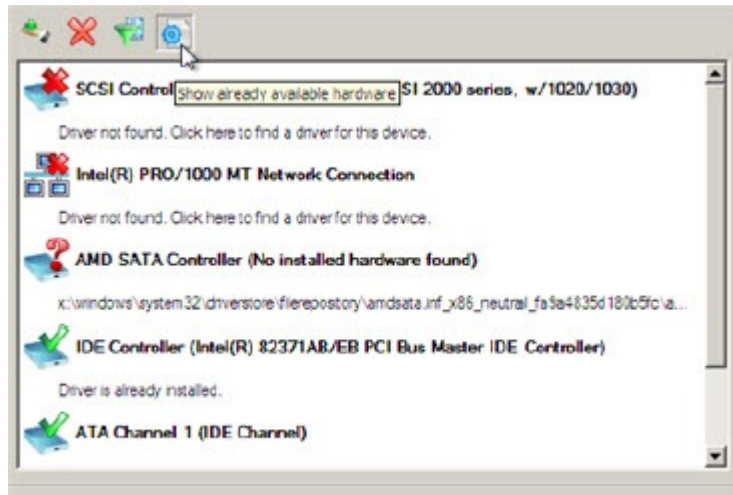 SCSI Control Show already available hardware SI 2000 series, w/1020/1030)
Driver not found. Click here to find a driver for this device.
Intel(R) PRO/1000 MT Network Connection
Driver not found. Click here to find a driver for this device.
AMD SATA Controller (No installed hardware found)
x:\windows\system32\driverstore\filerepository\amdsata.inf_x86_neutral_fa9a4835d180b5fc\a...
IDE Controller (Intel(R) 82371AB/EB PCI Bus Master IDE Controller)
Driver is already installed.
ATA Channel 1 (IDE Channel)